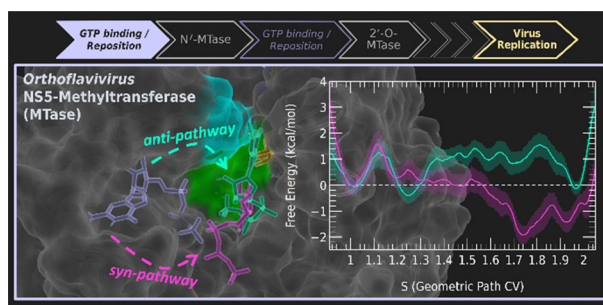 GTP binding /
Reposition
N⁷-MTase
GTP binding /
Reposition
2'-O-
MTase
Virus
Replication
Orthoflavivirus
NS5-Methyltransferase
(MTase)
anti-pathway
syn-pathway
Free Energy (kcal/mol)
4
3
2
1
0
−1
−2
1 1.1 1.2 1.3 1.4 1.5 1.6 1.7 1.8 1.9 2
S (Geometric Path CV)